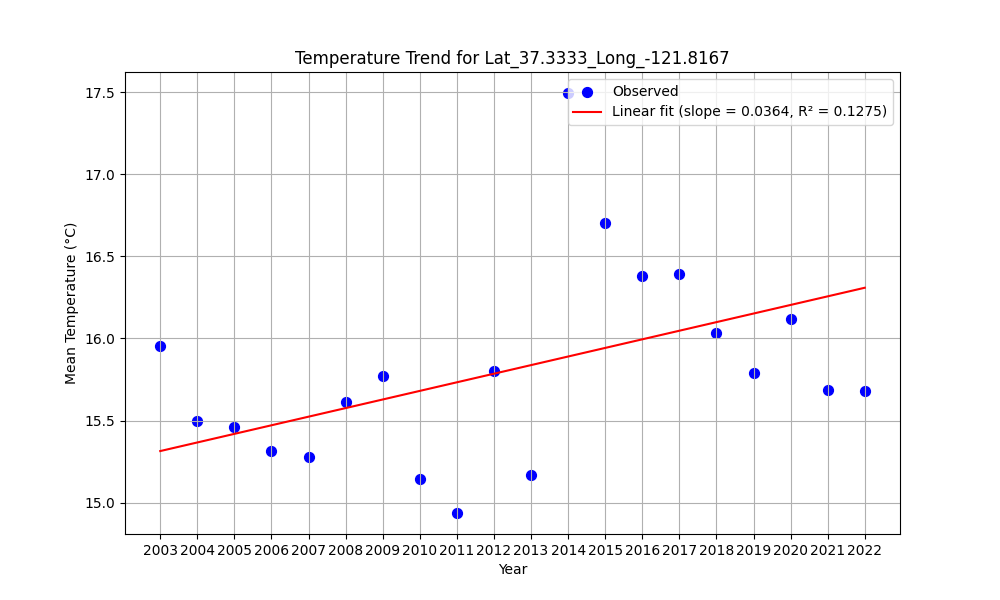 Temperature Trend for Lat_37.3333_Long_-121.8167
Observed
Linear fit (slope = 0.0364, R² = 0.1275)
Mean Temperature (°C)
17.5
17.0
16.5
16.0
15.5
15.0
2003 2004 2005 2006 2007 2008 2009 2010 2011 2012 2013 2014 2015 2016 2017 2018 2019 2020 2021 2022
Year